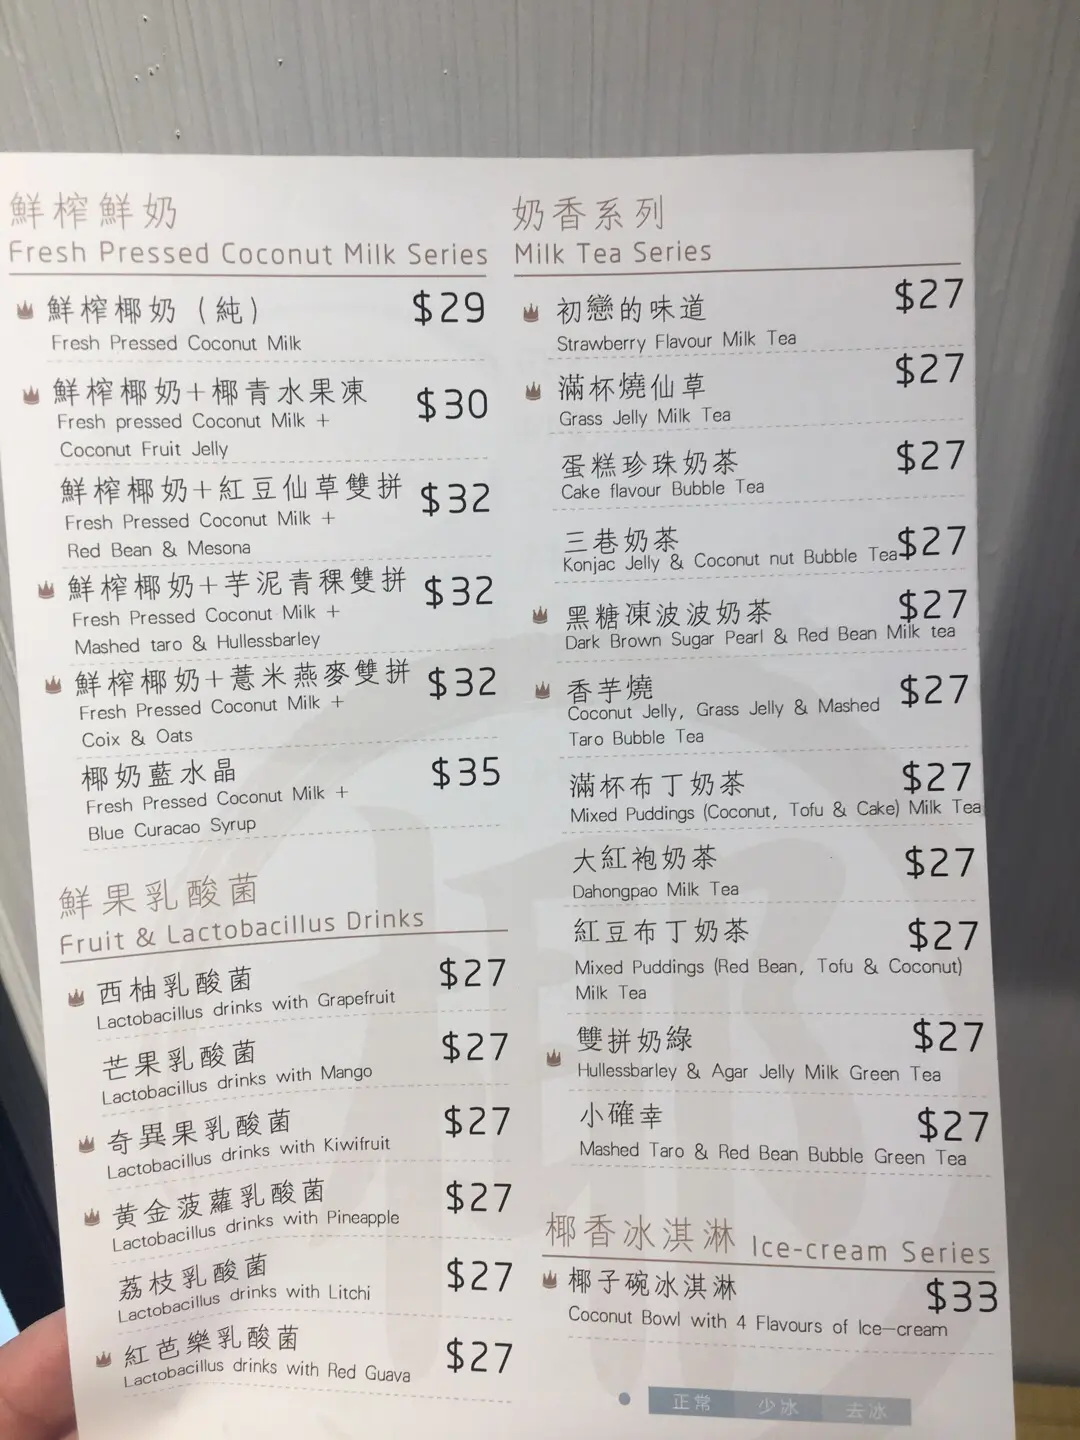 鮮榨鮮奶
Fresh Pressed Coconut Milk Series
鮮榨椰奶（純） $29
Fresh Pressed Coconut Milk
鮮榨椰奶+椰青水果凍 $30
Fresh pressed Coconut Milk +
Coconut Fruit Jelly
鮮榨椰奶+紅豆仙草雙拼 $32
Fresh Pressed Coconut Milk +
Red Bean & Mesona
鮮榨椰奶+芋泥青稞雙拼 $32
Fresh Pressed Coconut Milk +
Mashed taro & Hullessbarley
鮮榨椰奶+薏米燕麥雙拼 $32
Fresh Pressed Coconut Milk +
Coix & Oats
椰奶藍水晶 $35
Fresh Pressed Coconut Milk +
Blue Curacao Syrup
鮮果乳酸菌
Fruit & Lactobacillus Drinks
西柚乳酸菌 $27
Lactobacillus drinks with Grapefruit
芒果乳酸菌 $27
Lactobacillus drinks with Mango
奇異果乳酸菌 $27
Lactobacillus drinks with Kiwifruit
黃金菠蘿乳酸菌 $27
Lactobacillus drinks with Pineapple
荔枝乳酸菌 $27
Lactobacillus drinks with Litchi
紅芭樂乳酸菌 $27
Lactobacillus drinks with Red Guava
奶香系列
Milk Tea Series
初戀的味道 $27
Strawberry Flavour Milk Tea
滿杯燒仙草 $27
Grass Jelly Milk Tea
蛋糕珍珠奶茶 $27
Cake flavour Bubble Tea
三巷奶茶 $27
Konjac Jelly & Coconut nut Bubble Tea
黑糖凍波波奶茶 $27
Dark Brown Sugar Pearl & Red Bean Milk tea
香芋燒 $27
Coconut Jelly, Grass Jelly & Mashed
Taro Bubble Tea
滿杯布丁奶茶 $27
Mixed Puddings (Coconut, Tofu & Cake) Milk Tea
大紅袍奶茶 $27
Dahongpao Milk Tea
紅豆布丁奶茶 $27
Mixed Puddings (Red Bean, Tofu & Coconut)
Milk Tea
雙拼奶綠 $27
Hullessbarley & Agar Jelly Milk Green Tea
小確幸 $27
Mashed Taro & Red Bean Bubble Green Tea
椰香冰淇淋 Ice-cream Series
椰子碗冰淇淋 $33
Coconut Bowl with 4 Flavours of Ice-cream
正常 少冰 去冰